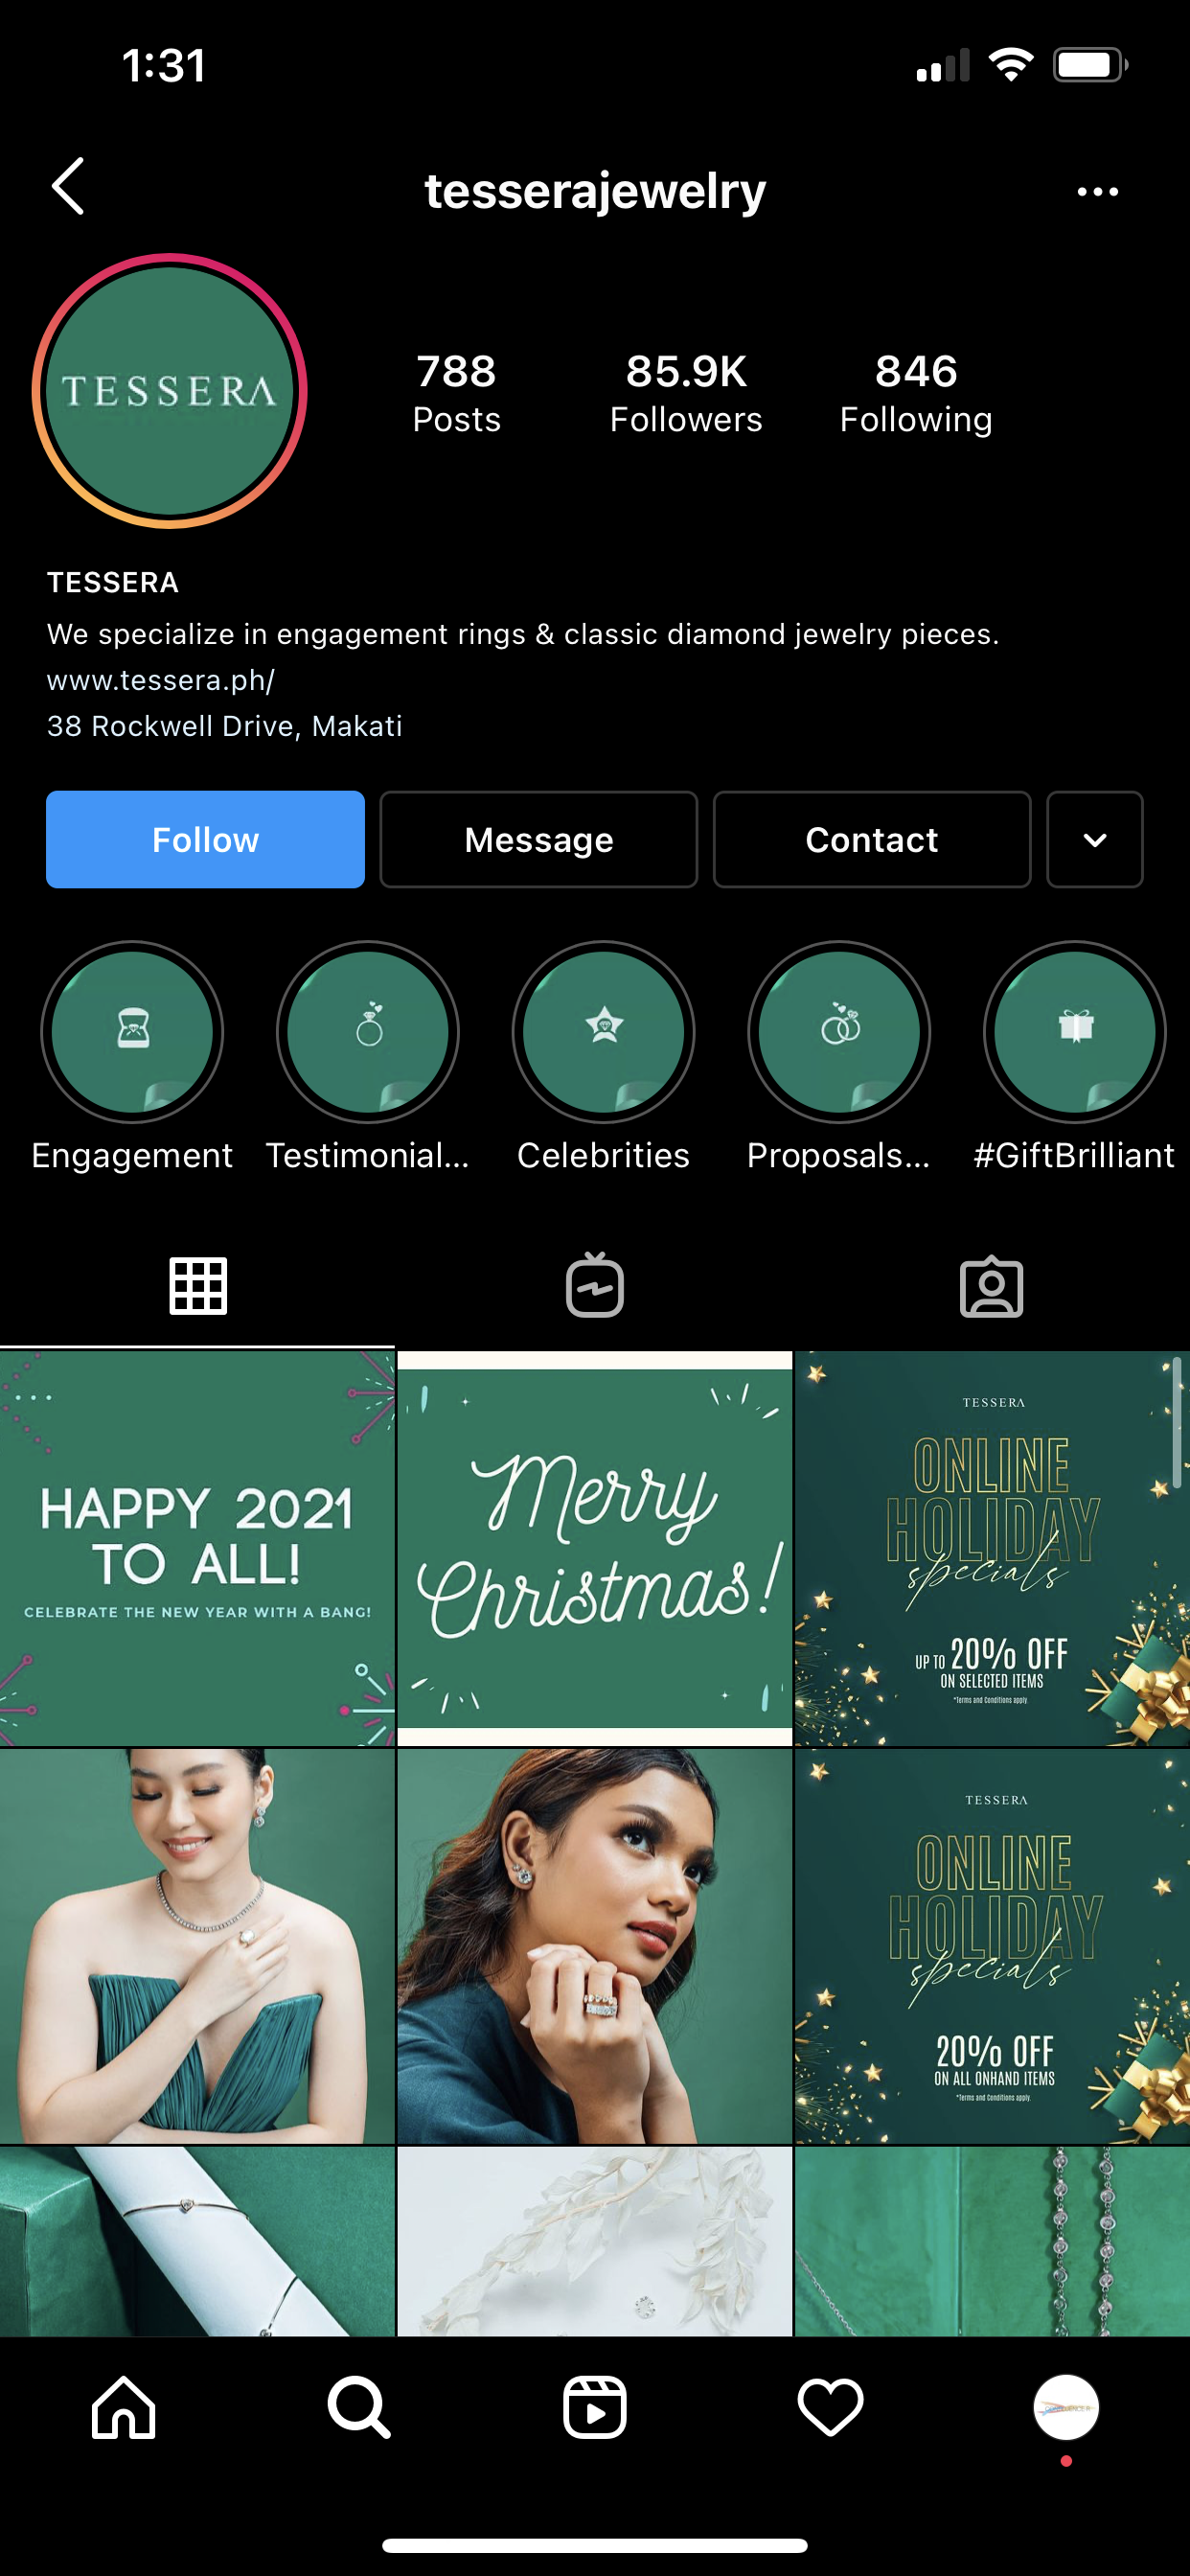 1:31
tesserajewelry
TESSERA
788
Posts
85.9K
Followers
846
Following
TESSERA
We specialize in engagement rings & classic diamond jewelry pieces.
www.tessera.ph/
38 Rockwell Drive, Makati
Follow
Message
Contact
Engagement
Testimonial...
Celebrities
Proposals...
#GiftBrilliant
HAPPY 2021
TO ALL!
CELEBRATE THE NEW YEAR WITH A BANG!
Merry
Christmas!
TESSERA
ONLINE
HOLIDAY
specials
UP TO 20% OFF
ON SELECTED ITEMS
*Terms and Conditions apply.
TESSERA
ONLINE
HOLIDAY
specials
20% OFF
ON ALL ONHAND ITEMS
*Terms and Conditions apply.